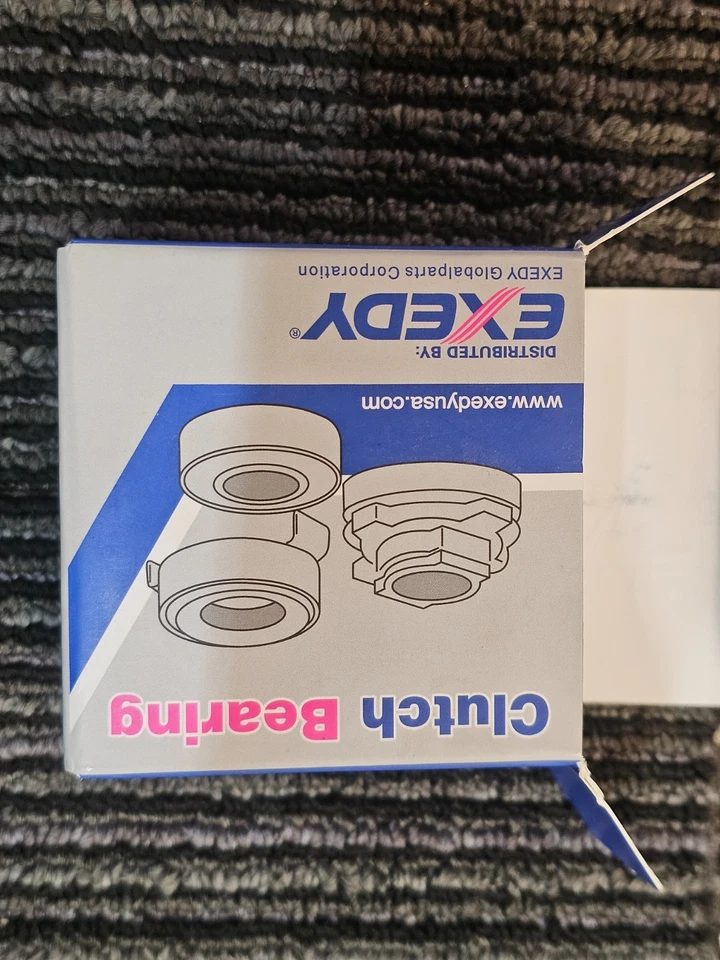 Clutch Bearing
www.exedyusa.com
DISTRIBUTED BY:
EXEDY®
EXEDY Globalparts Corporation